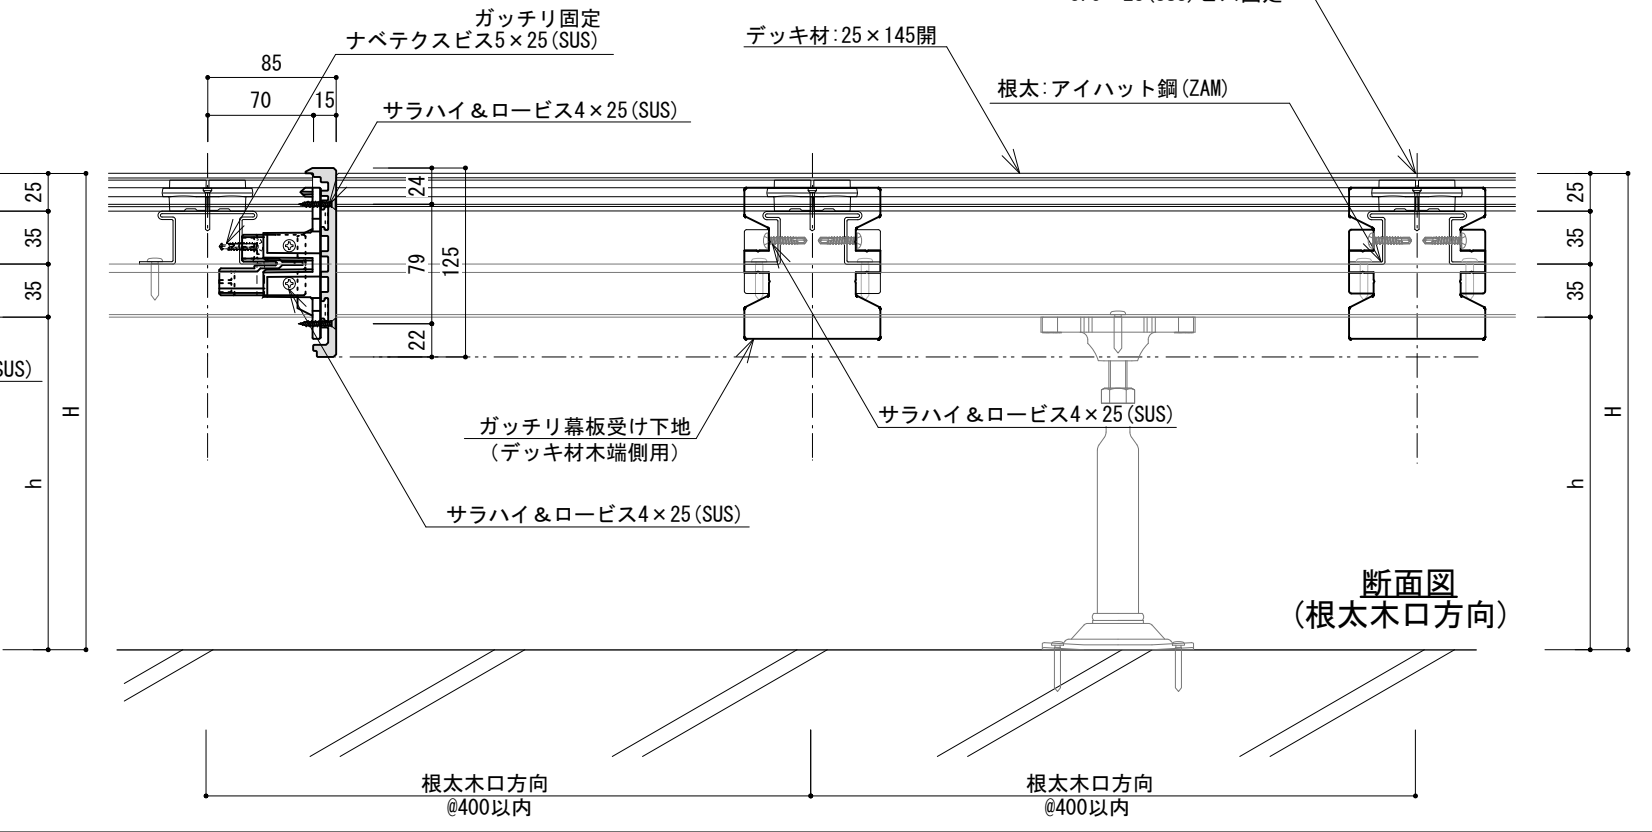 ガッチリ固定
ナベテクスビス5×25(SUS)
デッキ材:25×145開
根太:アイハット鋼(ZAM)
サラハイ&ロービス4×25(SUS)
85
70
15
25
35
35
H
h
24
79
22
125
25
35
35
H
h
SUS)
ガッチリ幕板受け下地
(デッキ材木端側用)
サラハイ&ロービス4×25(SUS)
サラハイ&ロービス4×25(SUS)
断面図
(根太木口方向)
根太木口方向
@400以内
根太木口方向
@400以内